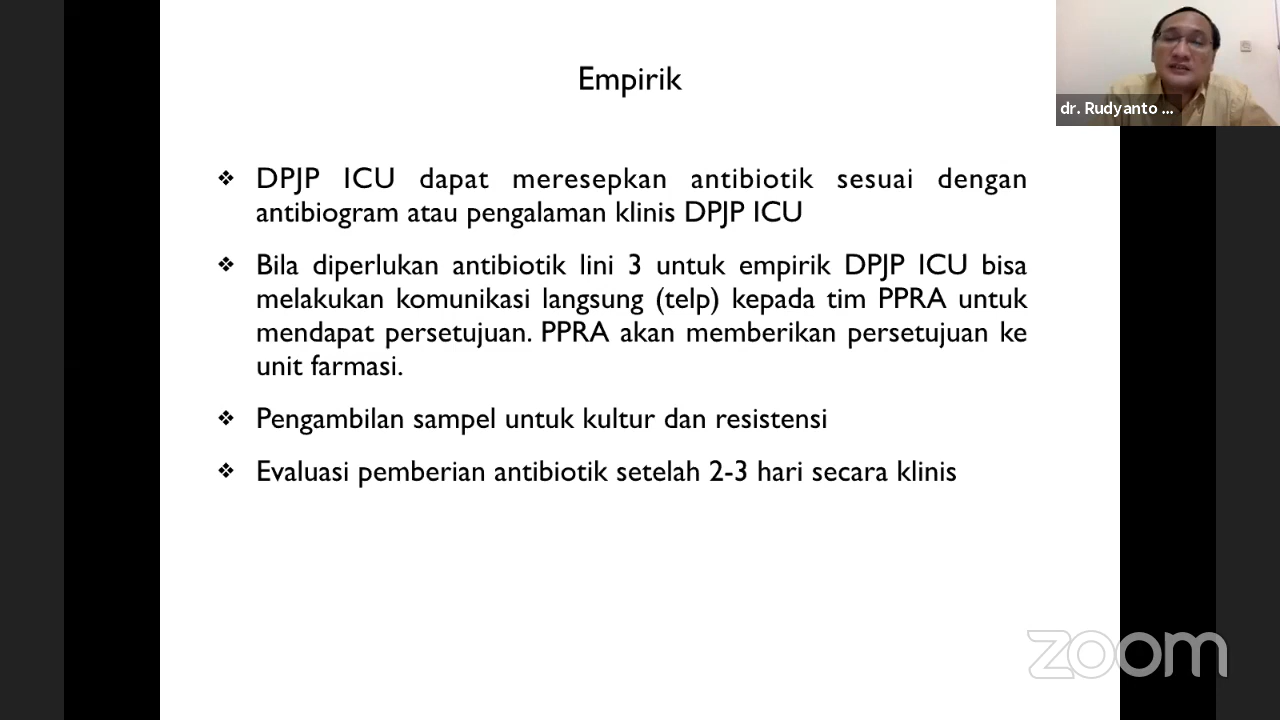 Empirik
dr. Rudyanto ...
❖ DPJP ICU dapat meresepkan antibiotik sesuai dengan
antibiogram atau pengalaman klinis DPJP ICU
❖ Bila diperlukan antibiotik lini 3 untuk empirik DPJP ICU bisa
melakukan komunikasi langsung (telp) kepada tim PPRA untuk
mendapat persetujuan. PPRA akan memberikan persetujuan ke
unit farmasi.
❖ Pengambilan sampel untuk kultur dan resistensi
❖ Evaluasi pemberian antibiotik setelah 2-3 hari secara klinis
zoom